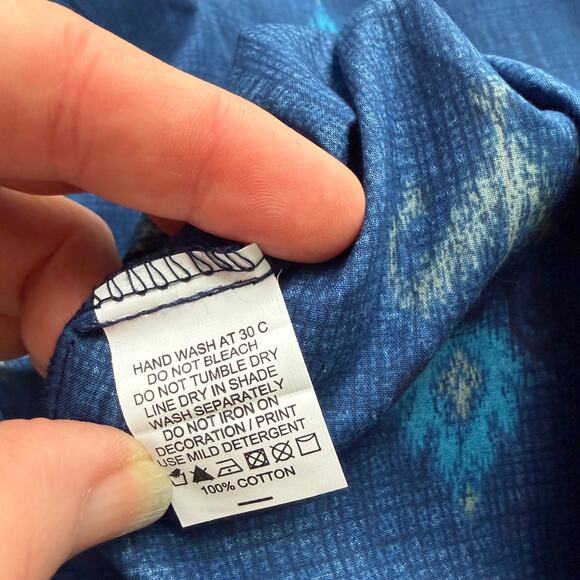 HAND WASH AT 30 C
DO NOT BLEACH
DO NOT TUMBLE DRY
LINE DRY IN SHADE
WASH SEPARATELY
DO NOT IRON ON
DECORATION / PRINT
USE MILD DETERGENT
100% COTTON